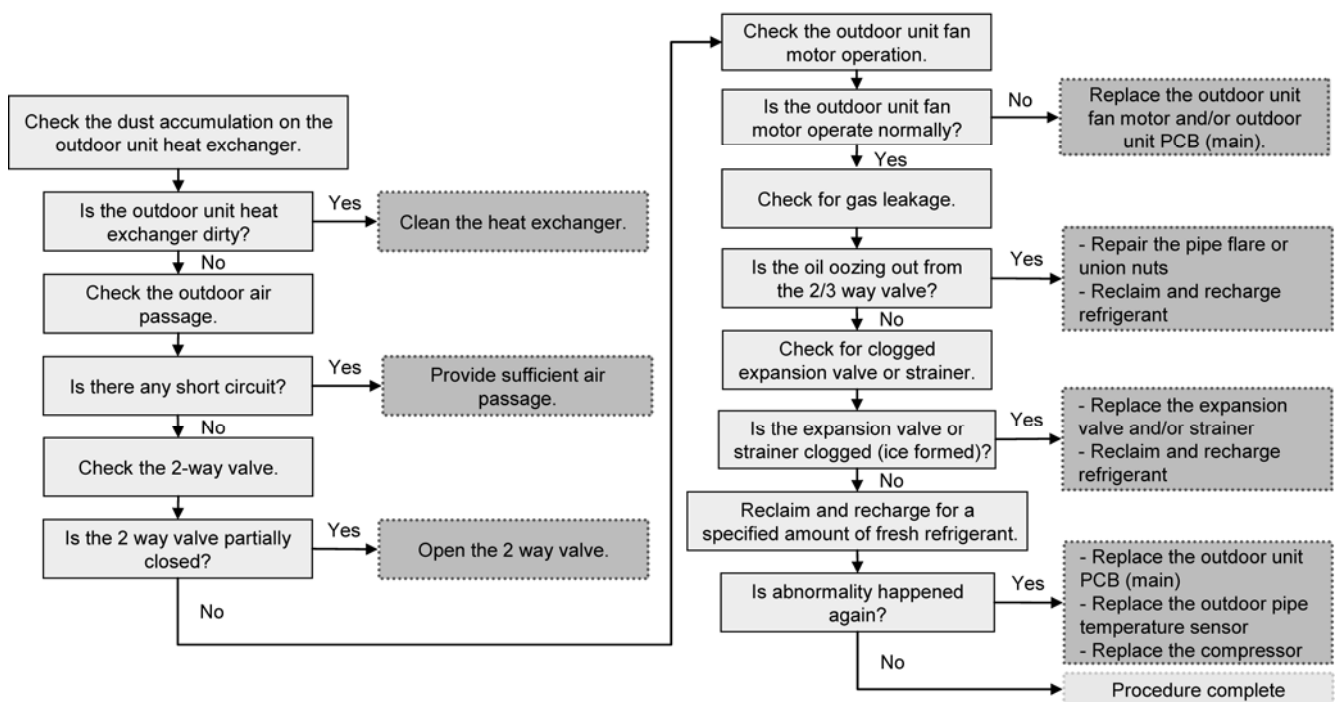 Check the dust accumulation on the
outdoor unit heat exchanger.
Is the outdoor unit heat
exchanger dirty?
Yes
Clean the heat exchanger.
No
Check the outdoor air
passage.
Is there any short circuit?
Yes
Provide sufficient air
passage.
No
Check the 2-way valve.
Is the 2 way valve partially
closed?
Yes
Open the 2 way valve.
No
Check the outdoor unit fan
motor operation.
Is the outdoor unit fan
motor operate normally?
No
Replace the outdoor unit
fan motor and/or outdoor
unit PCB (main).
Yes
Check for gas leakage.
Is the oil oozing out from
the 2/3 way valve?
Yes
- Repair the pipe flare or
union nuts
- Reclaim and recharge
refrigerant
No
Check for clogged
expansion valve or strainer.
Is the expansion valve or
strainer clogged (ice formed)?
Yes
- Replace the expansion
valve and/or strainer
- Reclaim and recharge
refrigerant
No
Reclaim and recharge for a
specified amount of fresh refrigerant.
Is abnormality happened
again?
Yes
- Replace the outdoor unit
PCB (main)
- Replace the outdoor pipe
temperature sensor
- Replace the compressor
No
Procedure complete